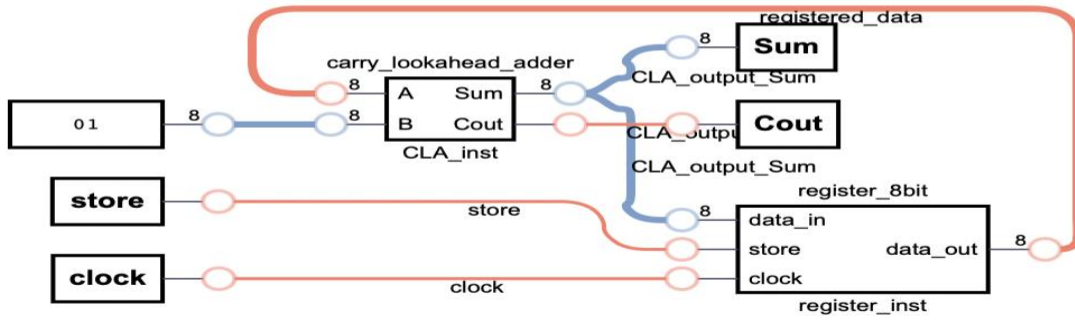 registered_data
8 Sum
carry_lookahead_adder
CLA_output_Sum
8 A Sum 8
01 8
8 B Cout
CLA_outpu
Cout
CLA_inst
CLA_output_Sum
register_8bit
store
store
8 data_in
store data_out 8
clock
clock
clock
register_inst